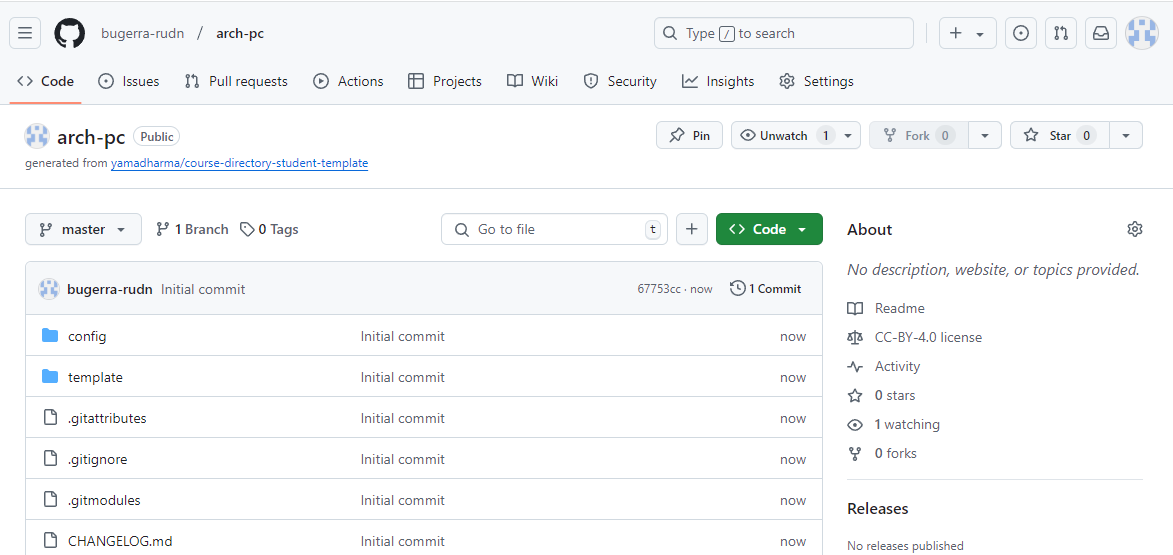 bugerra-rudn / arch-pc
Type / to search
Code Issues Pull requests Actions Projects Wiki Security Insights Settings
arch-pc Public
Pin Unwatch 1 Fork 0 Star 0
generated from yamadharma/course-directory-student-template
master 1 Branch 0 Tags Go to file t Code
About
No description, website, or topics provided.
bugerra-rudn Initial commit 67753cc · now 1 Commit
config Initial commit now
template Initial commit now
.gitattributes Initial commit now
.gitignore Initial commit now
.gitmodules Initial commit now
CHANGELOG.md Initial commit now
Readme
CC-BY-4.0 license
Activity
0 stars
1 watching
0 forks
Releases
No releases published